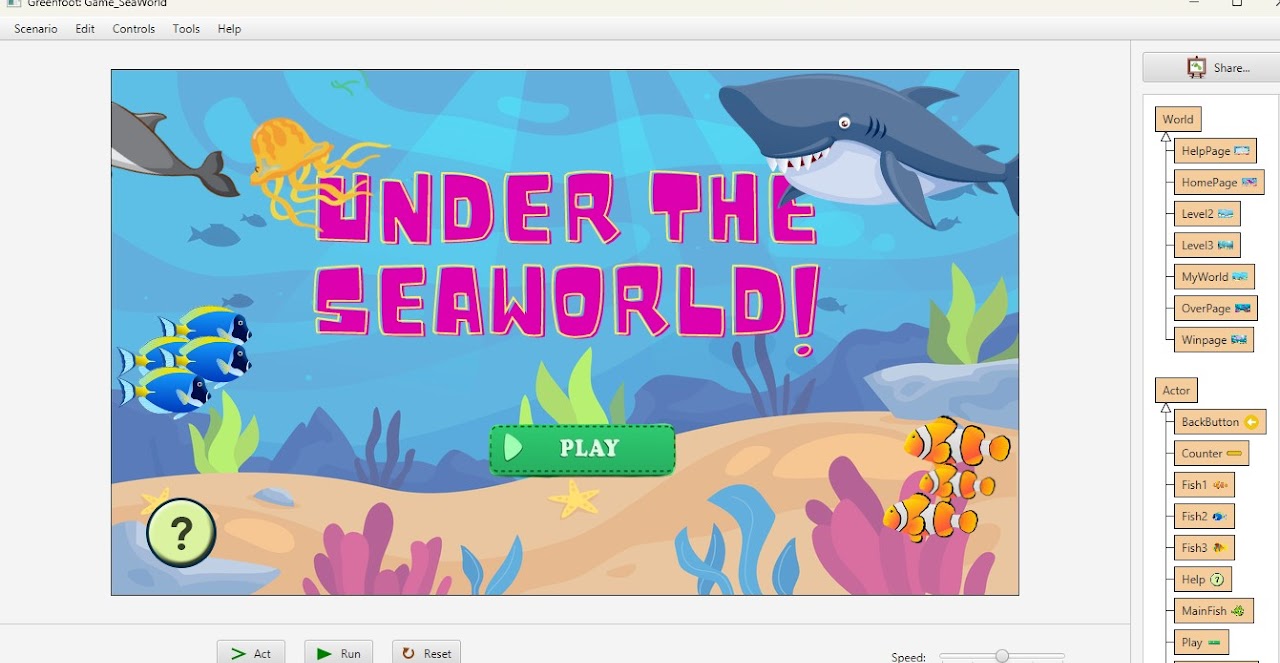 Greenfoot: Game_SeaWorld
Scenario Edit Controls Tools Help
Share...
World
HelpPage
HomePage
Level2
Level3
MyWorld
OverPage
Winpage
Actor
BackButton
Counter
Fish1
Fish2
Fish3
Help
MainFish
Play
UNDER THE
SEAWORLD!
PLAY
?
Act Run Reset Speed: